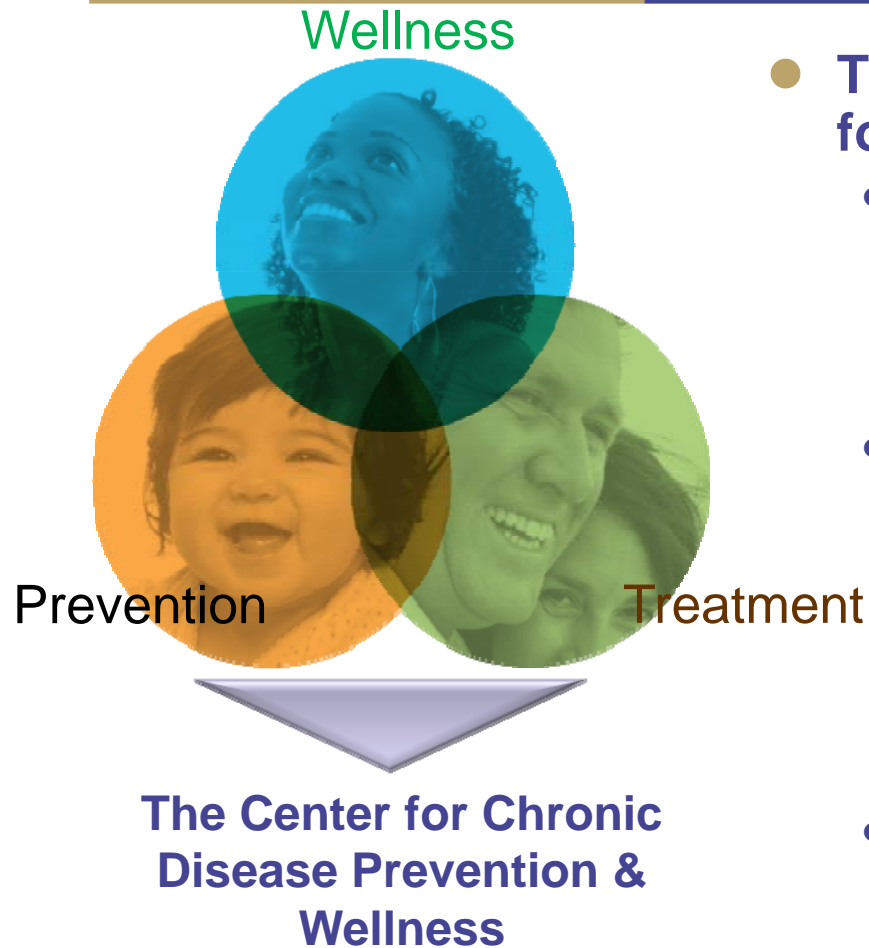 Wellness
Prevention
Treatment
The Center for Chronic
Disease Prevention &
Wellness